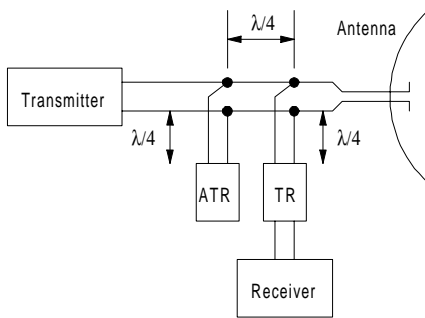 λ/4
Antenna
Transmitter
λ/4
λ/4
ATR
TR
Receiver